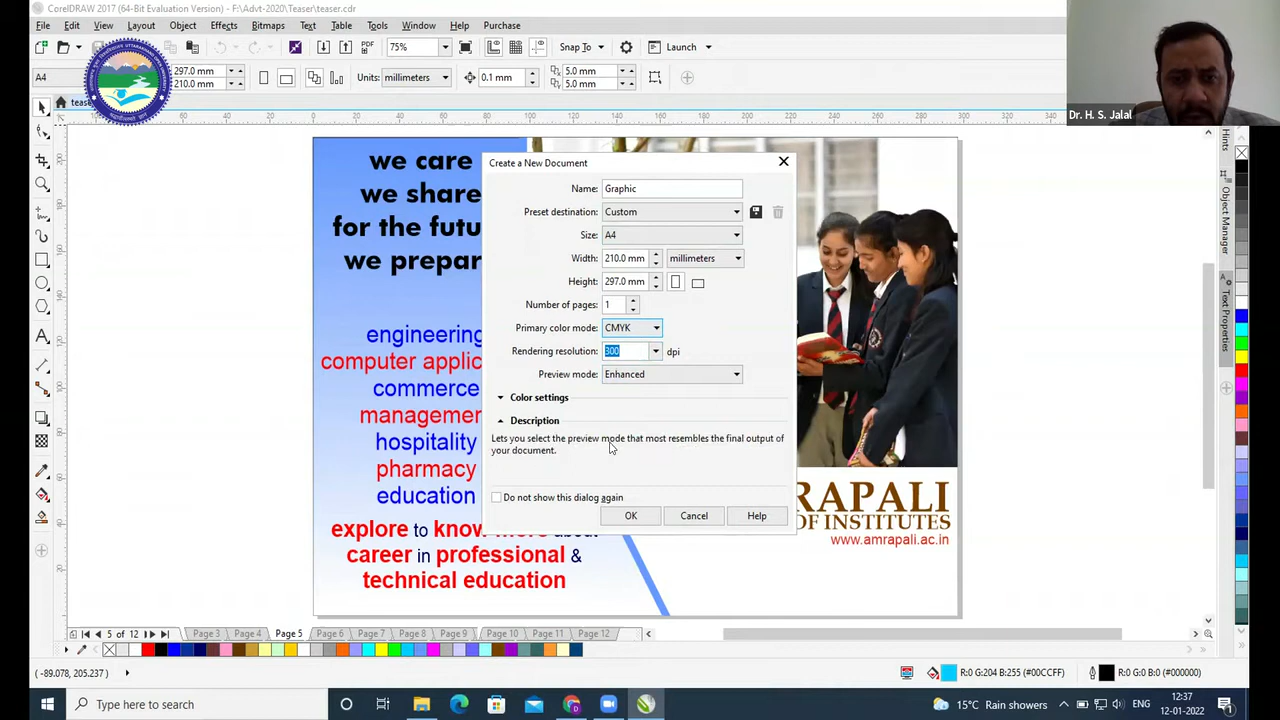 CorelDRAW 2017 (64-Bit Evaluation Version) - F:\Advt-2020\Teaser\teaser.cdr
File Edit View Layout Object Effects Bitmaps Text Table Tools Window Help Purchase
PDF 75% Snap To Launch
A4 297.0 mm 210.0 mm Units: millimeters 0.1 mm 5.0 mm 5.0 mm
Dr. H. S. Jalal
we care
we share
for the futu
we prepar
engineering
computer applic
commerce
managemen
hospitality
pharmacy
education
explore to know more about
career in professional &
technical education
Create a New Document
Name: Graphic
Preset destination: Custom
Size: A4
Width: 210.0 mm millimeters
Height: 297.0 mm
Number of pages: 1
Primary color mode: CMYK
Rendering resolution: 300 dpi
Preview mode: Enhanced
Color settings
Description
Lets you select the preview mode that most resembles the final output of
your document.
Do not show this dialog again
OK Cancel Help
RAPALI
OF INSTITUTES
www.amrapali.ac.in
Hints
Object Manager
Text Properties
5 of 12 Page 3 Page 4 Page 5 Page 6 Page 7 Page 8 Page 9 Page 10 Page 11 Page 12
(-89.078, 205.237) R:0 G:204 B:255 (#00CCFF) R:0 G:0 B:0 (#000000)
Type here to search 15°C Rain showers ENG 12:37
12-01-2022